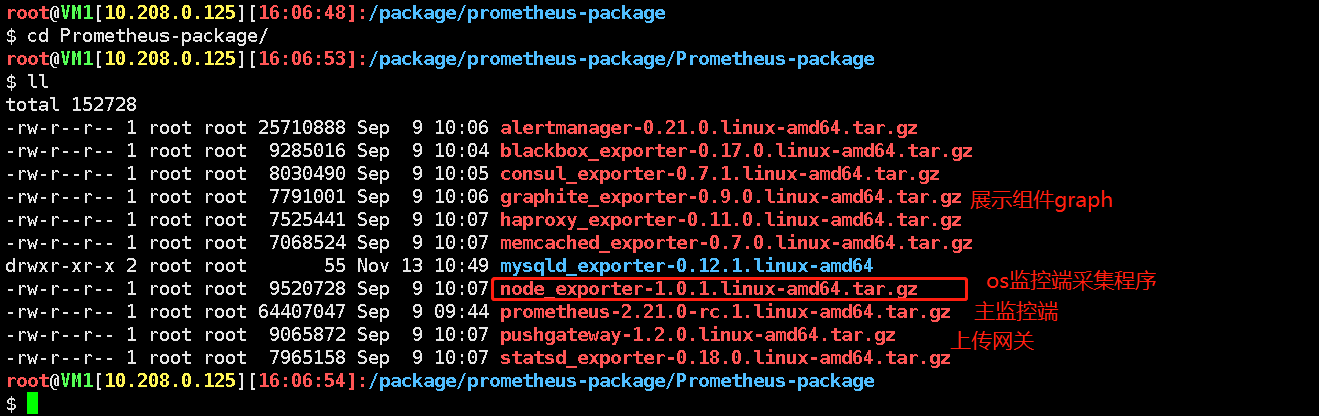 root@VM1[10.208.0.125][16:06:48]:/package/prometheus-package
$ cd Prometheus-package/
root@VM1[10.208.0.125][16:06:53]:/package/prometheus-package/Prometheus-package
$ ll
total 152728
-rw-r--r-- 1 root root 25710888 Sep  9 10:06 alertmanager-0.21.0.linux-amd64.tar.gz
-rw-r--r-- 1 root root  9285016 Sep  9 10:04 blackbox_exporter-0.17.0.linux-amd64.tar.gz
-rw-r--r-- 1 root root  8030490 Sep  9 10:05 consul_exporter-0.7.1.linux-amd64.tar.gz
-rw-r--r-- 1 root root  7791001 Sep  9 10:06 graphite_exporter-0.9.0.linux-amd64.tar.gz 展示组件graph
-rw-r--r-- 1 root root  7525441 Sep  9 10:07 haproxy_exporter-0.11.0.linux-amd64.tar.gz
-rw-r--r-- 1 root root  7068524 Sep  9 10:07 memcached_exporter-0.7.0.linux-amd64.tar.gz
drwxr-xr-x 2 root root       55 Nov 13 10:49 mysqld_exporter-0.12.1.linux-amd64
-rw-r--r-- 1 root root  9520728 Sep  9 10:07 node_exporter-1.0.1.linux-amd64.tar.gz os监控端采集程序
-rw-r--r-- 1 root root 64407047 Sep  9 09:44 prometheus-2.21.0-rc.1.linux-amd64.tar.gz 主监控端
-rw-r--r-- 1 root root  9065872 Sep  9 10:07 pushgateway-1.2.0.linux-amd64.tar.gz 上传网关
-rw-r--r-- 1 root root  7965158 Sep  9 10:07 statsd_exporter-0.18.0.linux-amd64.tar.gz
root@VM1[10.208.0.125][16:06:54]:/package/prometheus-package/Prometheus-package
$